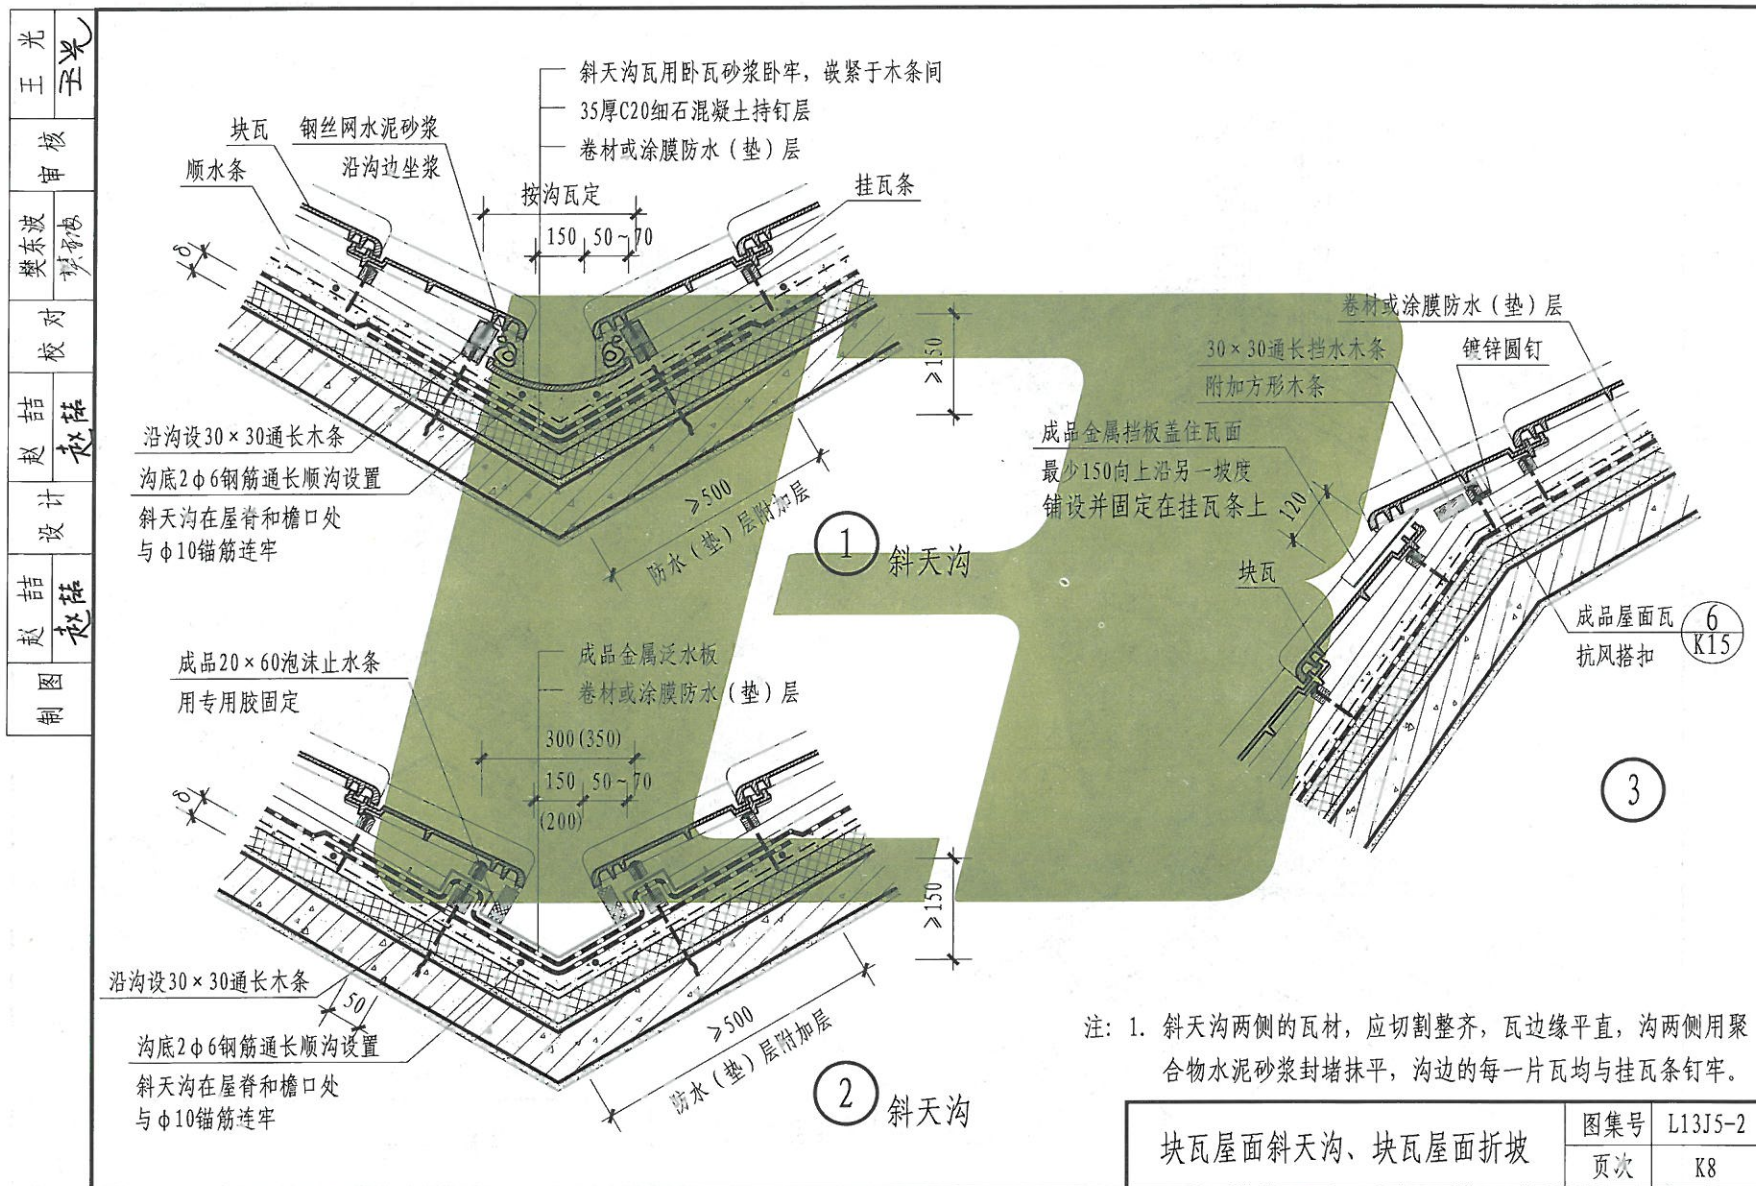 王光
审核
樊东波
校对
赵喆
设计
赵喆
制图
斜天沟瓦用卧瓦砂浆卧牢，嵌紧于木条间
35厚C20细石混凝土持钉层
卷材或涂膜防水（垫）层
块瓦
钢丝网水泥砂浆
沿沟边坐浆
顺水条
按沟瓦定
挂瓦条
150
50~70
δ
≥150
沿沟设30×30通长木条
沟底2φ6钢筋通长顺沟设置
斜天沟在屋脊和檐口处
与φ10锚筋连牢
≥500
防水（垫）层附加层
1
斜天沟
卷材或涂膜防水（垫）层
30×30通长挡水木条
附加方形木条
镀锌圆钉
成品金属挡板盖住瓦面
最少150向上沿另一坡度
铺设并固定在挂瓦条上
120
块瓦
成品屋面瓦
抗风搭扣
6
K15
3
成品20×60泡沫止水条
用专用胶固定
成品金属泛水板
卷材或涂膜防水（垫）层
300(350)
150
50~70
(200)
δ
≥150
沿沟设30×30通长木条
50
沟底2φ6钢筋通长顺沟设置
斜天沟在屋脊和檐口处
与φ10锚筋连牢
≥500
防水（垫）层附加层
2
斜天沟
注：1. 斜天沟两侧的瓦材，应切割整齐，瓦边缘平直，沟两侧用聚
合物水泥砂浆封堵抹平，沟边的每一片瓦均与挂瓦条钉牢。
块瓦屋面斜天沟、块瓦屋面折坡
图集号
L13J5-2
页次
K8